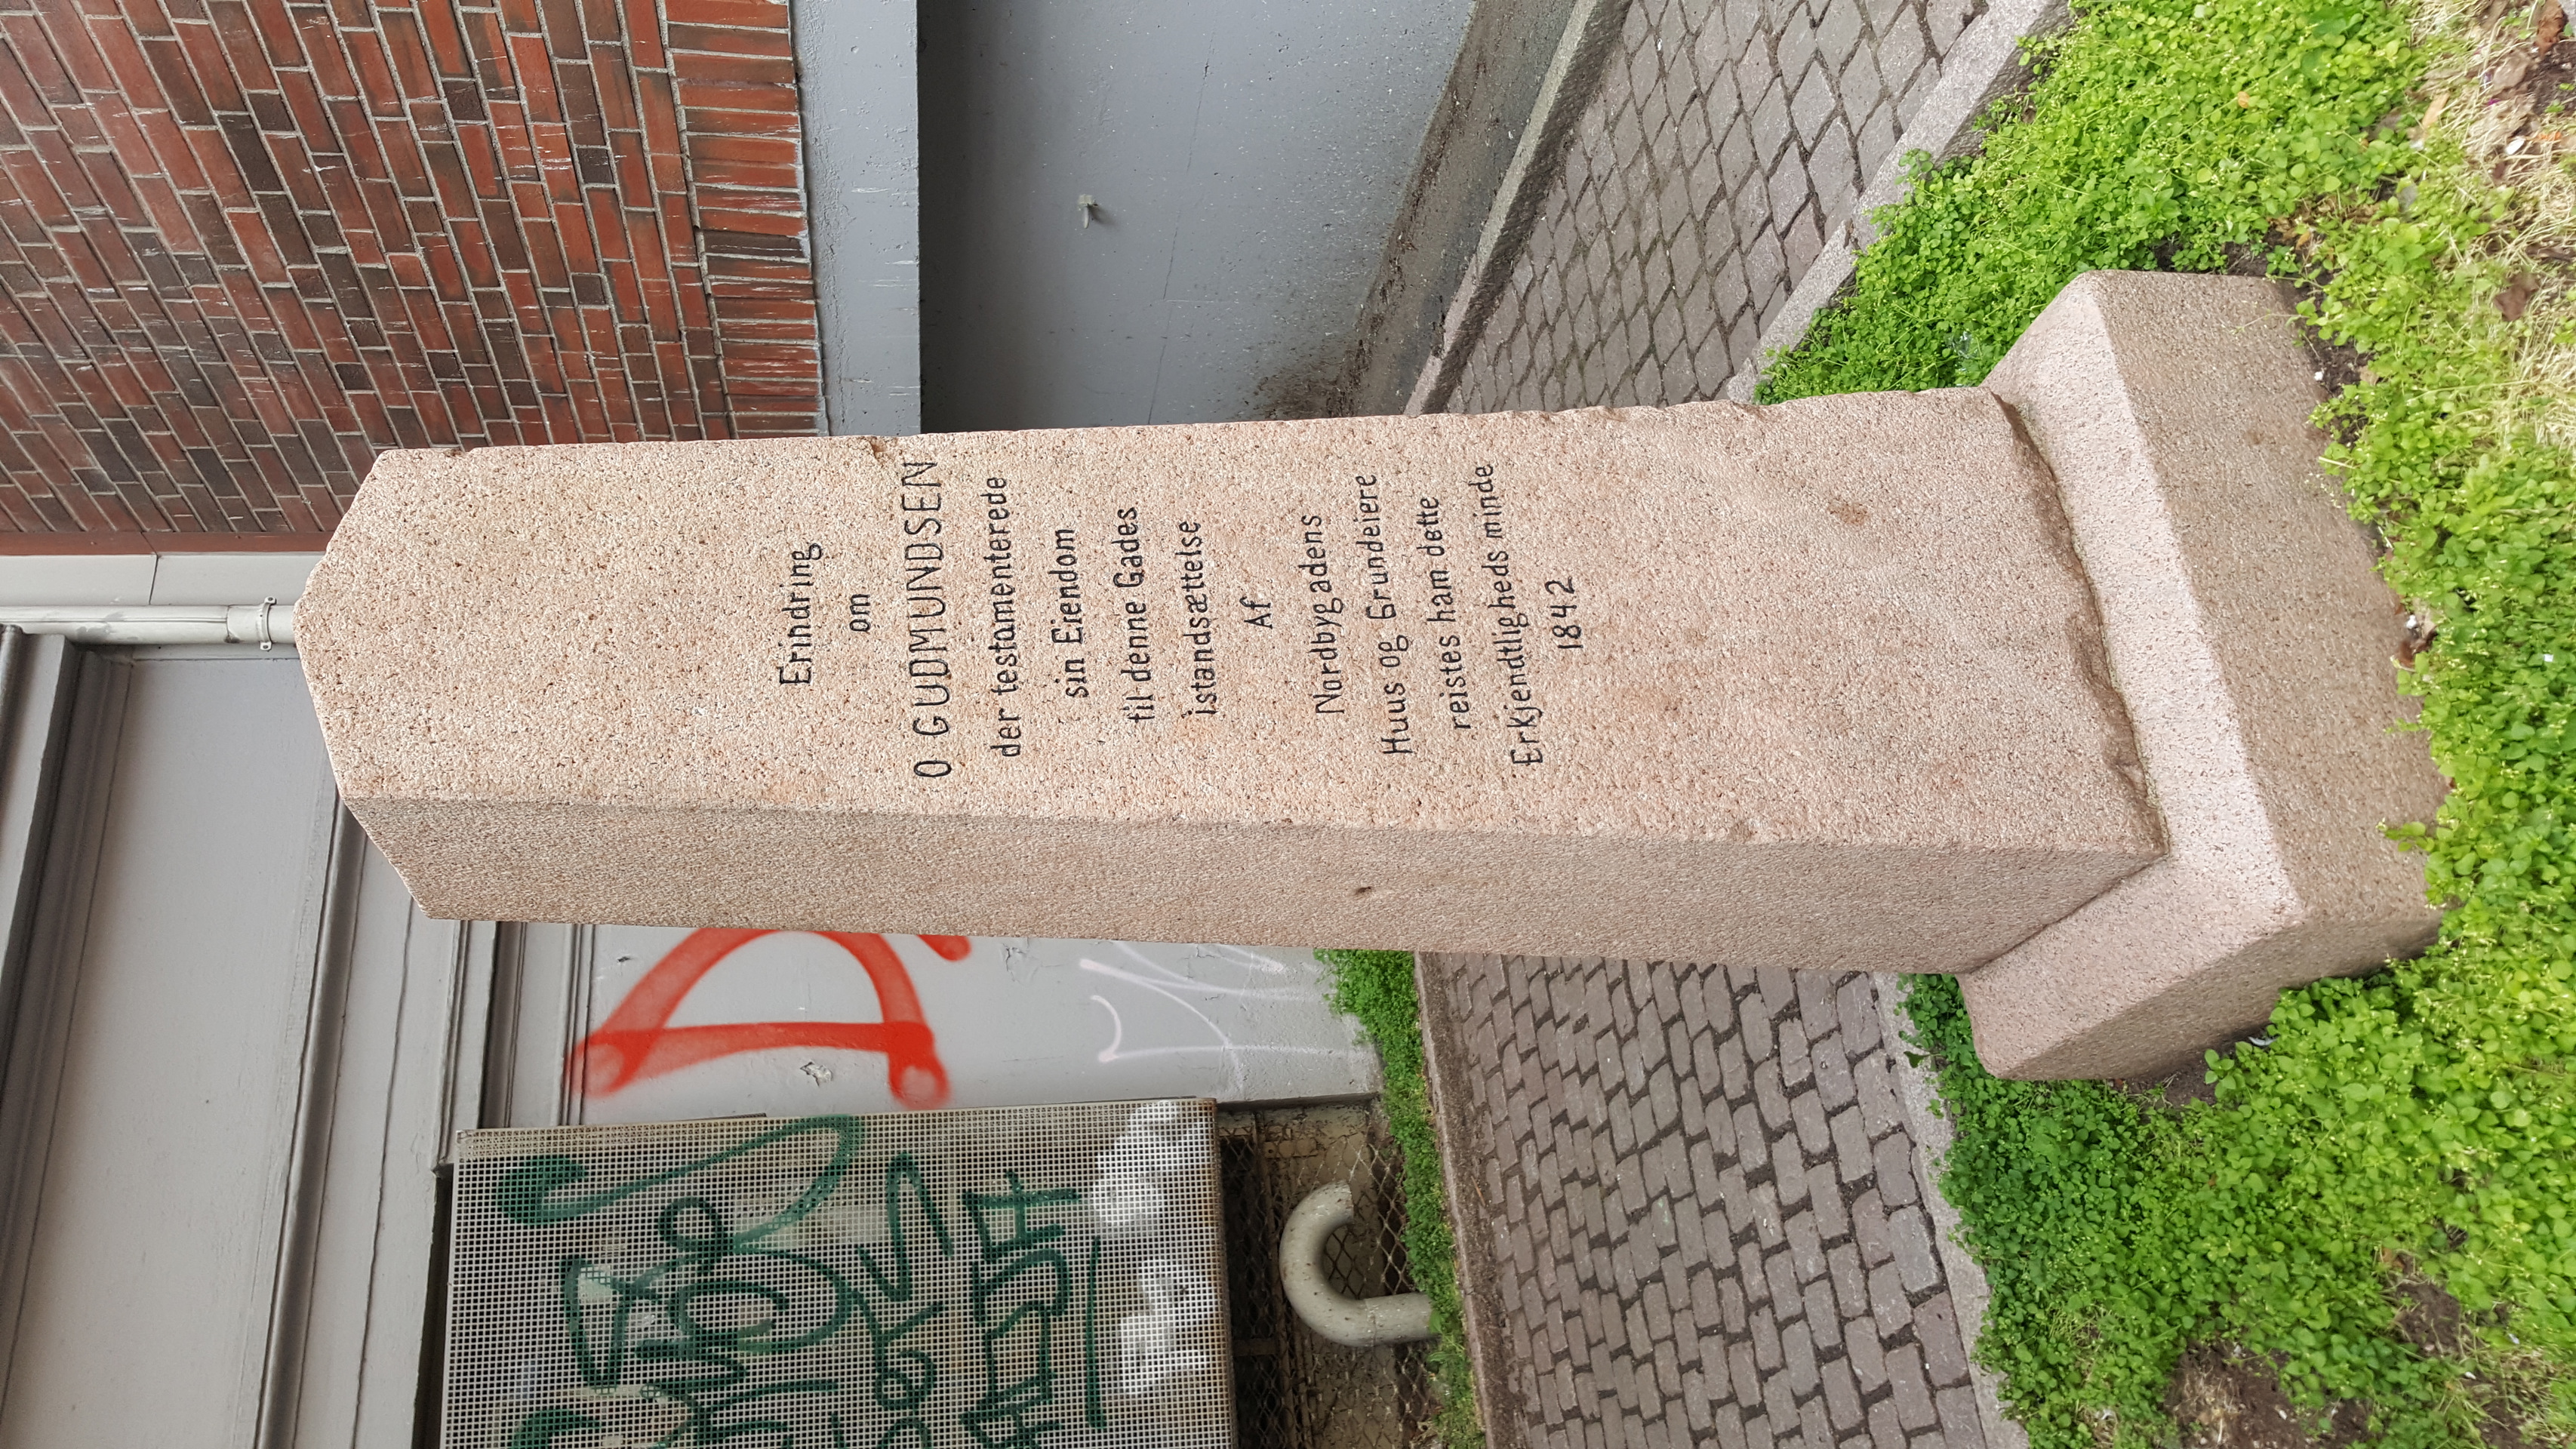 Erindring
om
O GUDMUNDSEN
der testamenterede
sin Eiendom
til denne Gades
istandsættelse
Af
Nordbygadens
Huus og Grundeiere
reistes ham dette
Erkjendtligheds minde
1842